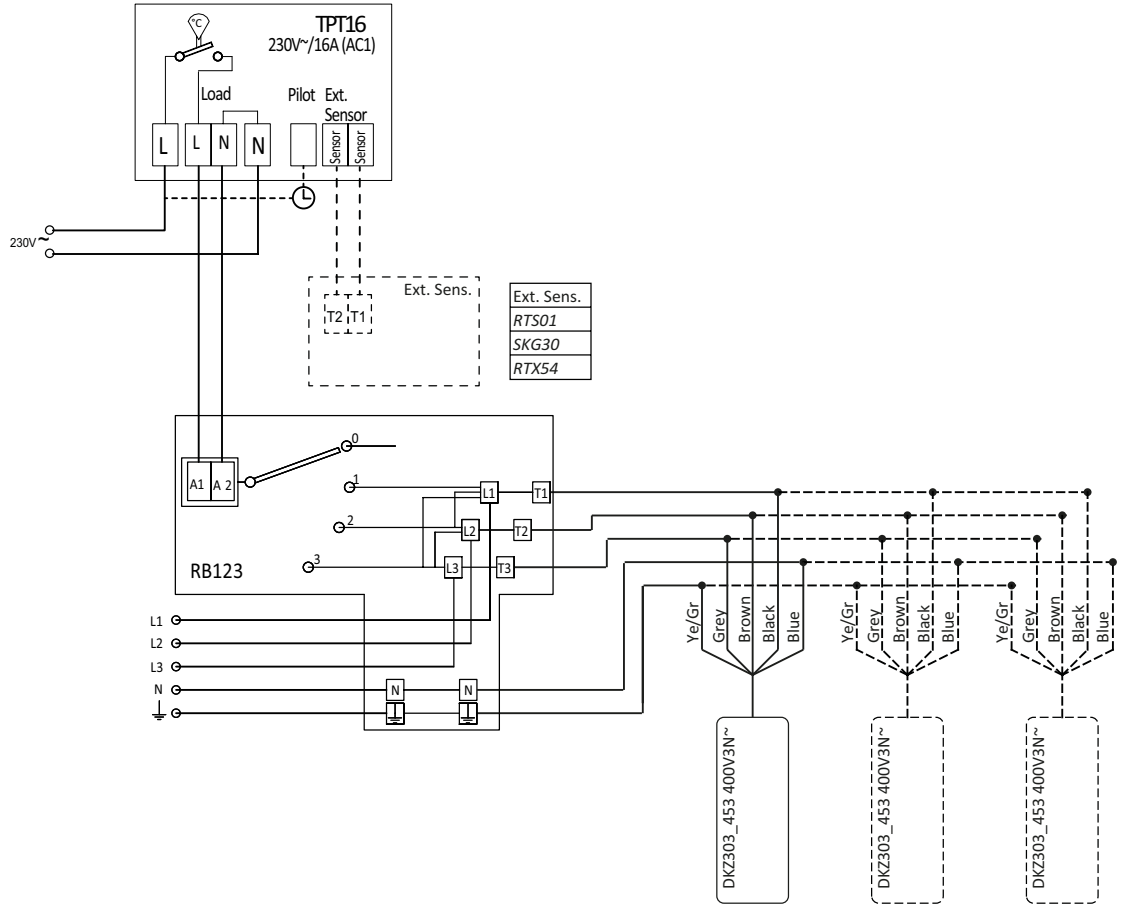 °C
TPT16
230V~/16A (AC1)
Load
Pilot Ext.
Sensor
L
L
N
N
Sensor
Sensor
230V~
Ext. Sens.
T2
T1
Ext. Sens.
RTS01
SKG30
RTX54
A1
A 2
0
1
2
3
L1
T1
L2
T2
L3
T3
RB123
L1
L2
L3
N
N
N
Ye/Gr
Grey
Brown
Black
Blue
Ye/Gr
Grey
Brown
Black
Blue
Ye/Gr
Grey
Brown
Black
Blue
DKZ303_453 400V3N~
DKZ303_453 400V3N~
DKZ303_453 400V3N~